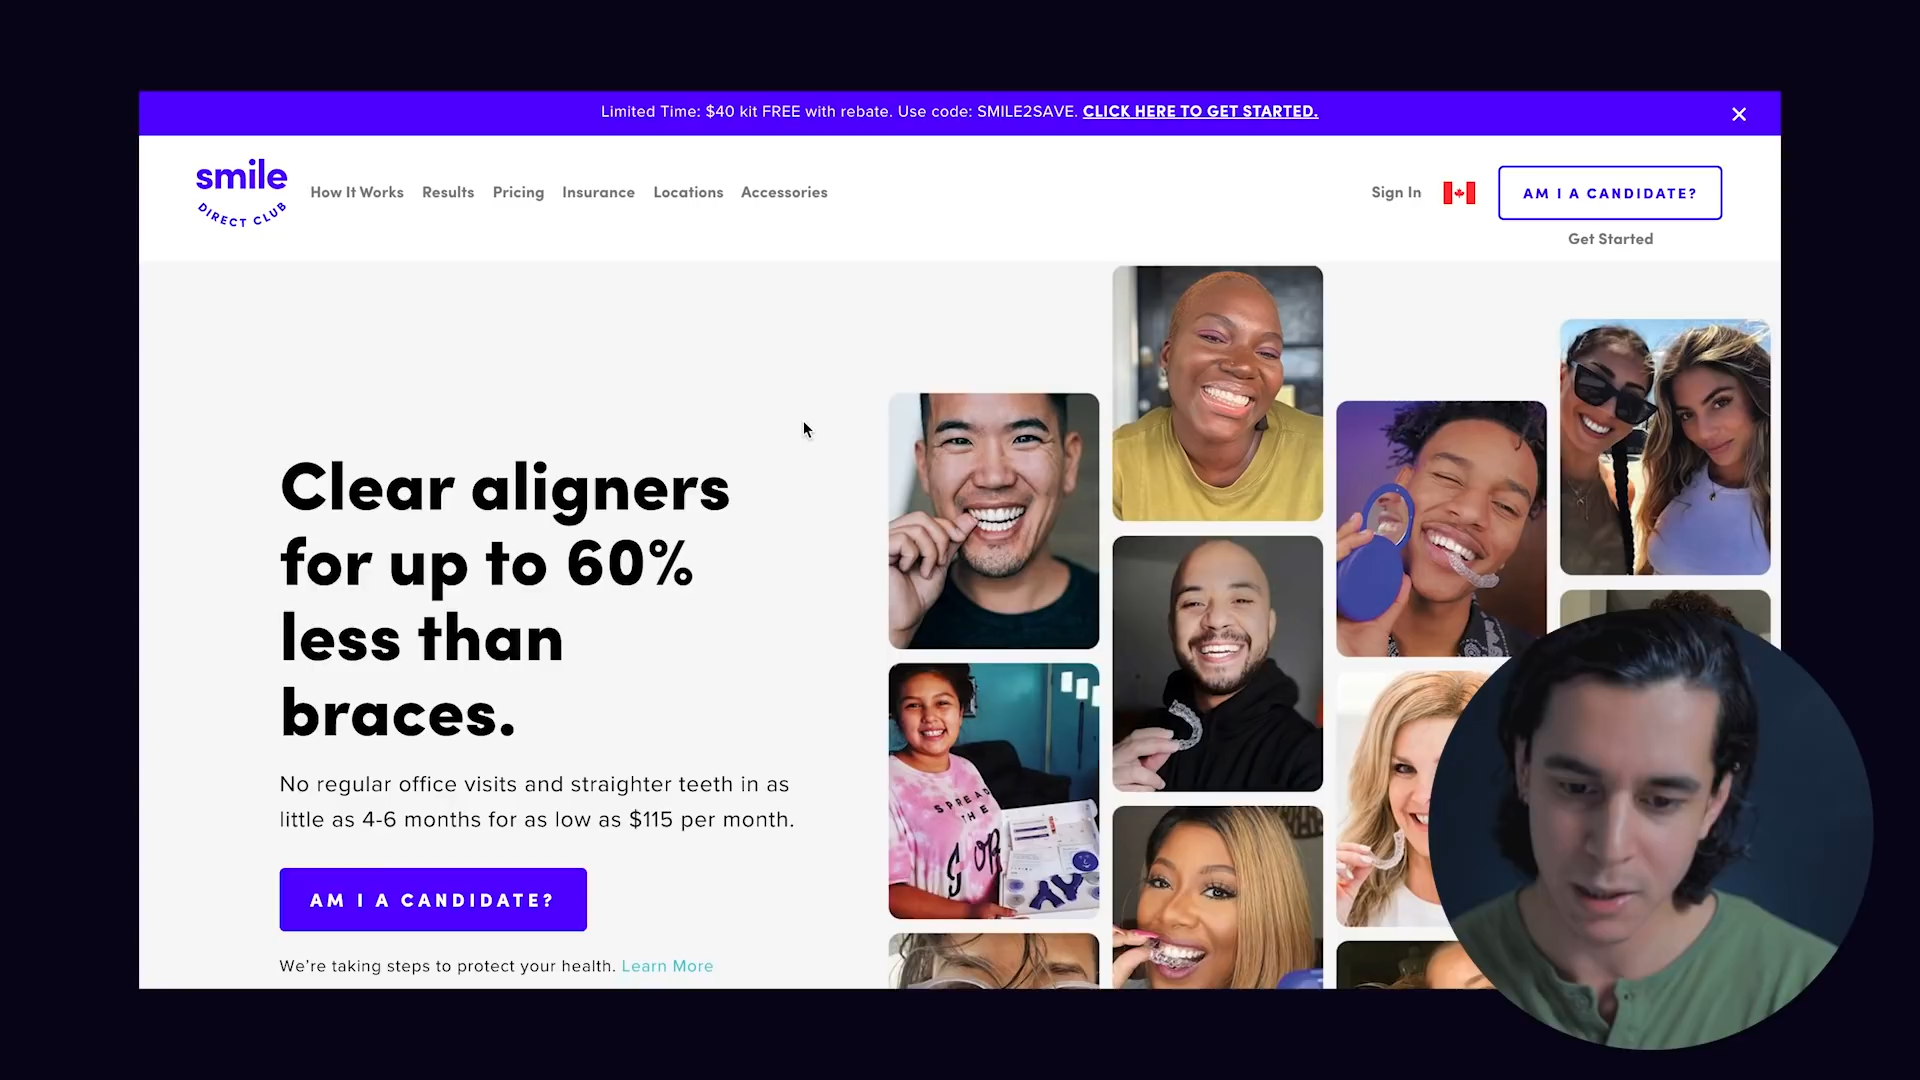 Limited Time: $40 kit FREE with rebate. Use code: SMILE2SAVE. CLICK HERE TO GET STARTED.
smile
DIRECT CLUB
How It Works Results Pricing Insurance Locations Accessories
Sign In
AM I A CANDIDATE?
Get Started
Clear aligners
for up to 60%
less than
braces.
No regular office visits and straighter teeth in as
little as 4-6 months for as low as $115 per month.
AM I A CANDIDATE?
We're taking steps to protect your health. Learn More
SPREAD
THE